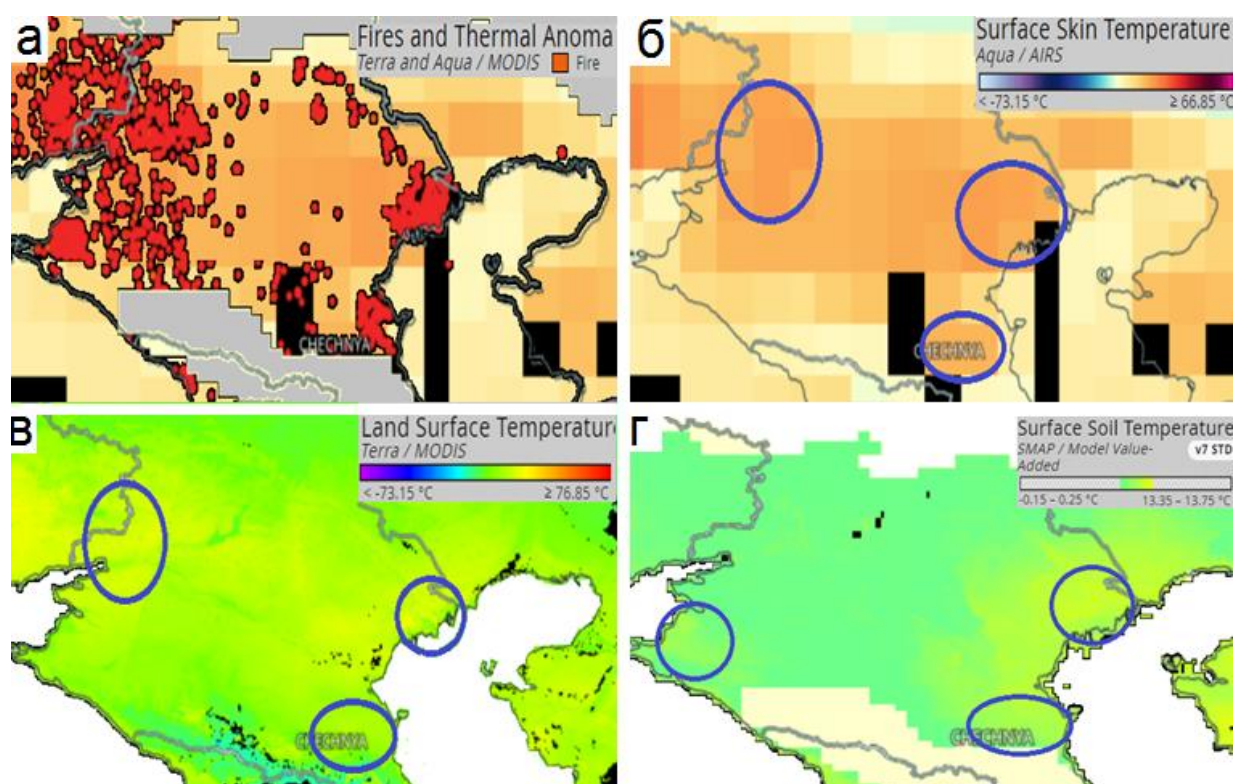 а
Fires and Thermal Anoma
Terra and Aqua / MODIS
Fire
CHECHNYA
б
Surface Skin Temperature
Aqua / AIRS
< -73.15 °C
≥ 66.85 °C
CHECHNYA
в
Land Surface Temperature
Terra / MODIS
< -73.15 °C
≥ 76.85 °C
CHECHNYA
г
Surface Soil Temperature
SMAP / Model Value-
Added
v7 STD
-0.15 – 0.25 °C
13.35 – 13.75 °C
CHECHNYA